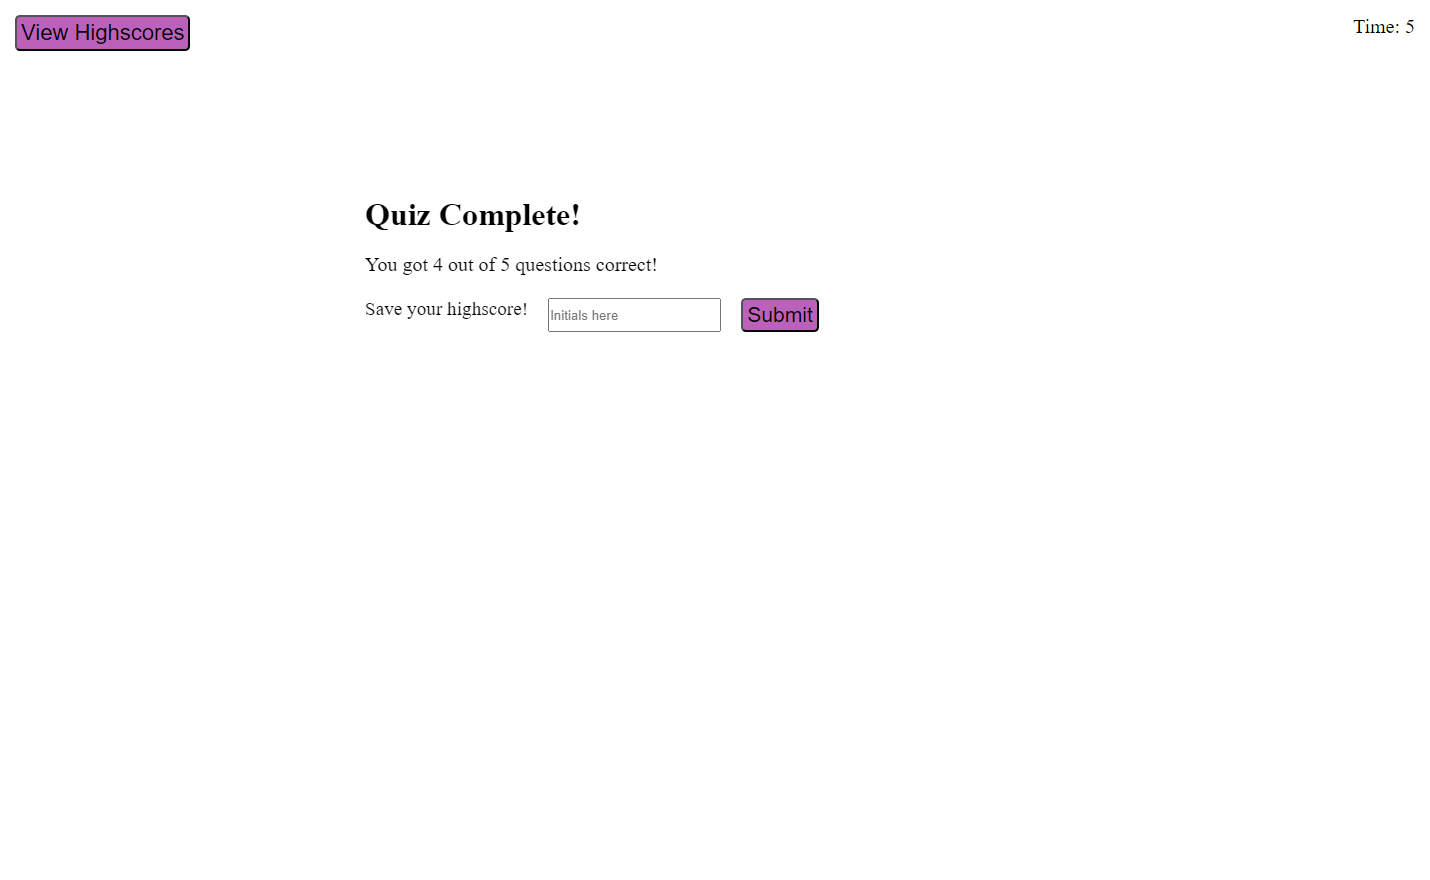 View Highscores
Time: 5
Quiz Complete!
You got 4 out of 5 questions correct!
Save your highscore! Initials here Submit